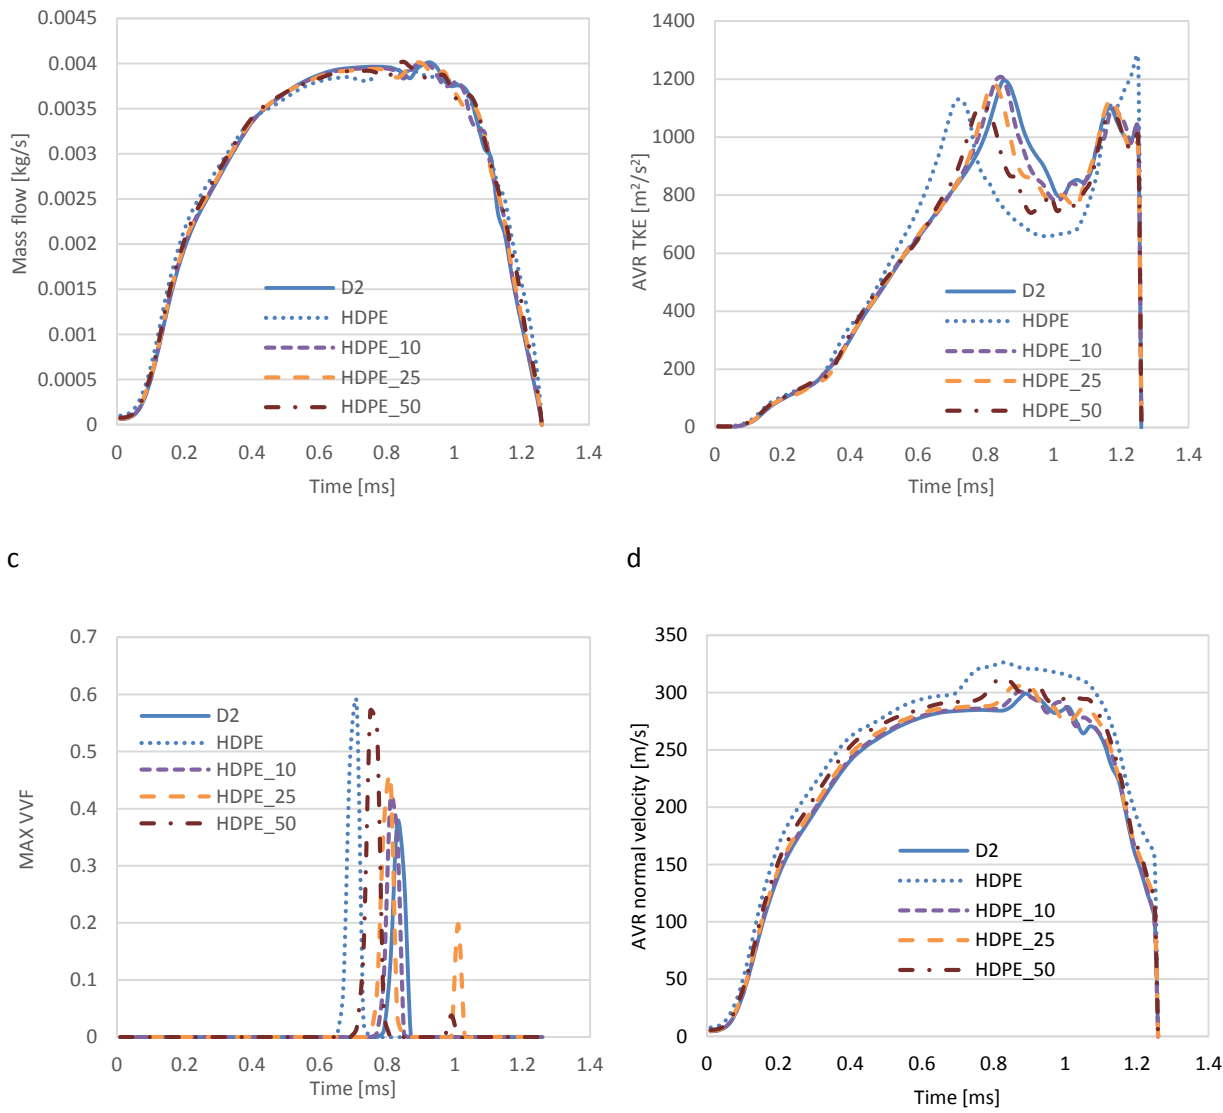 0.0045
0.004
0.0035
0.003
0.0025
0.002
0.0015
0.001
0.0005
0
Mass flow [kg/s]
D2
HDPE
HDPE_10
HDPE_25
HDPE_50
0 0.2 0.4 0.6 0.8 1 1.2 1.4
Time [ms]
1400
1200
1000
800
600
400
200
0
AVR TKE [m²/s²]
D2
HDPE
HDPE_10
HDPE_25
HDPE_50
0 0.2 0.4 0.6 0.8 1 1.2 1.4
Time [ms]
c
0.7
0.6
0.5
0.4
0.3
0.2
0.1
0
MAX VVF
D2
HDPE
HDPE_10
HDPE_25
HDPE_50
0 0.2 0.4 0.6 0.8 1 1.2 1.4
Time [ms]
d
350
300
250
200
150
100
50
0
AVR normal velocity [m/s]
D2
HDPE
HDPE_10
HDPE_25
HDPE_50
0 0.2 0.4 0.6 0.8 1 1.2 1.4
Time [ms]